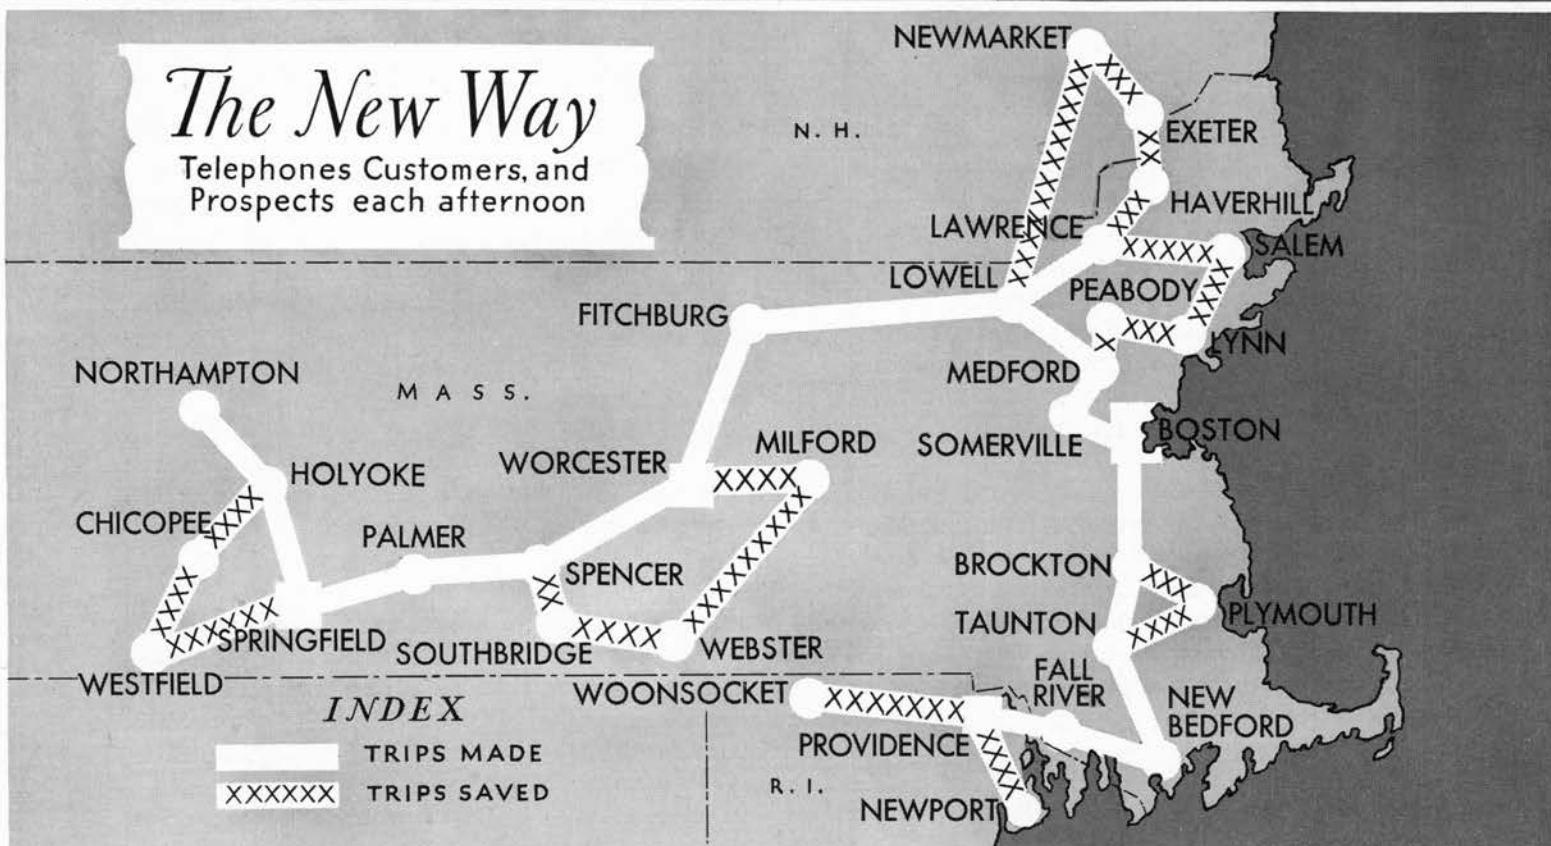 The New Way
Telephones Customers, and
Prospects each afternoon
NEWMARKET
N. H.
EXETER
HAVERHILL
LAWRENCE
SALEM
LOWELL
PEABODY
FITCHBURG
LYNN
NORTHAMPTON
MASS.
MEDFORD
BOSTON
SOMERVILLE
MILFORD
WORCESTER
HOLYOKE
CHICOPEE
PALMER
SPENCER
BROCKTON
PLYMOUTH
TAUNTON
SPRINGFIELD
SOUTHBRIDGE
WEBSTER
WESTFIELD
FALL
RIVER
WOONSOCKET
NEW
BEDFORD
PROVIDENCE
R. I.
NEWPORT
INDEX
TRIPS MADE
XXXXXX TRIPS SAVED